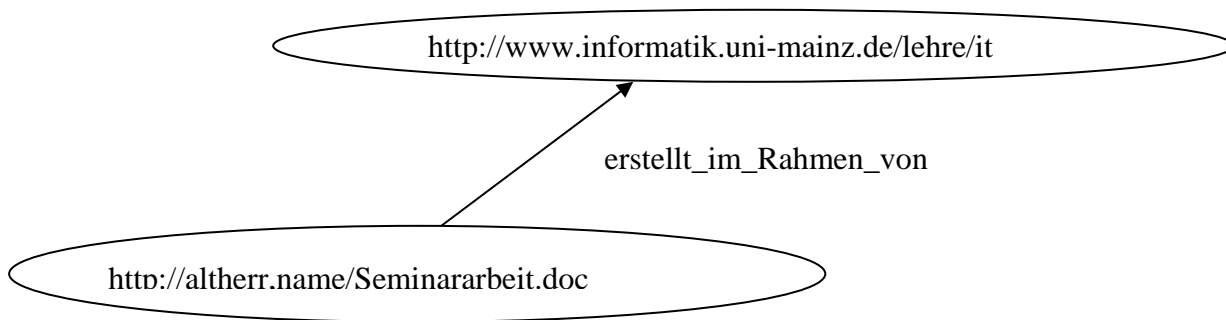 http://www.informatik.uni-mainz.de/lehre/it
erstellt_im_Rahmen_von
http://altherr.name/Seminararbeit.doc